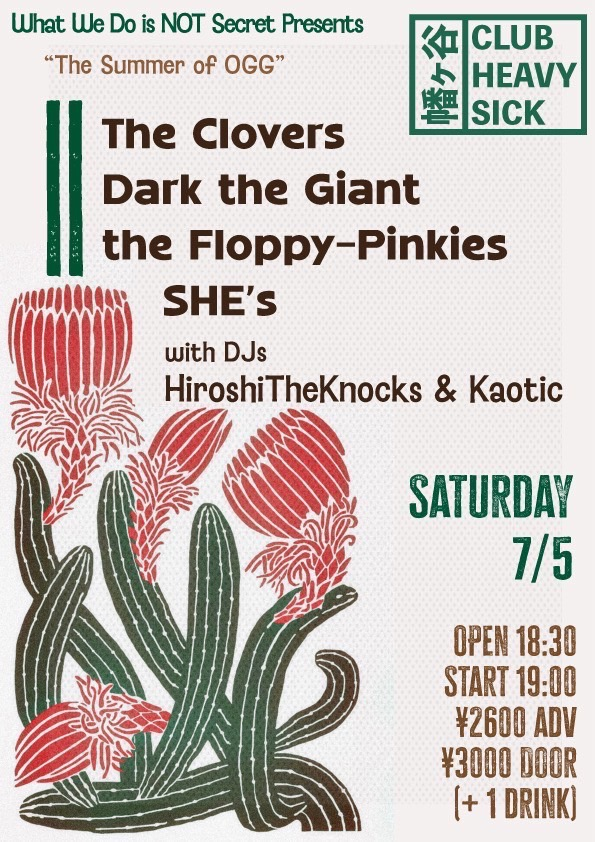 What We Do is NOT Secret Presents
“The Summer of OGG”
幡ヶ谷
CLUB
HEAVY
SICK
The Clovers
Dark the Giant
the Floppy-Pinkies
SHE's
with DJs
HiroshiTheKnocks & Kaotic
SATURDAY
7/5
OPEN 18:30
START 19:00
¥2600 ADV
¥3000 DOOR
(+ 1 DRINK)